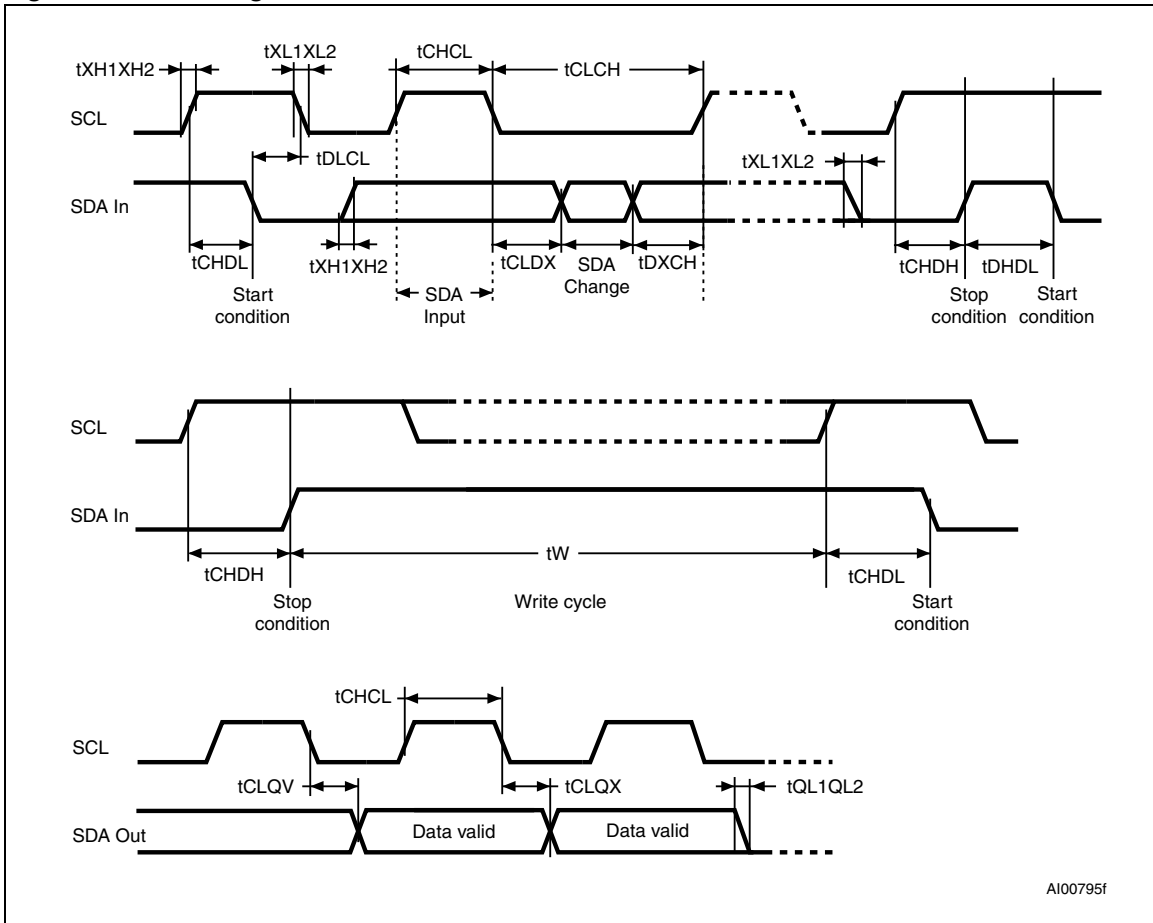 tXH1XH2
tXL1XL2
tCHCL
tCLCH
SCL
tDLCL
tXL1XL2
SDA In
tCHDL
tXH1XH2
tCLDX
SDA
Change
tDXCH
tCHDH
tDHDL
Start
condition
SDA
Input
Stop
condition
Start
condition
SCL
SDA In
tCHDH
tW
tCHDL
Stop
condition
Write cycle
Start
condition
tCHCL
SCL
tCLQV
tCLQX
tQL1QL2
SDA Out
Data valid
Data valid
AI00795f